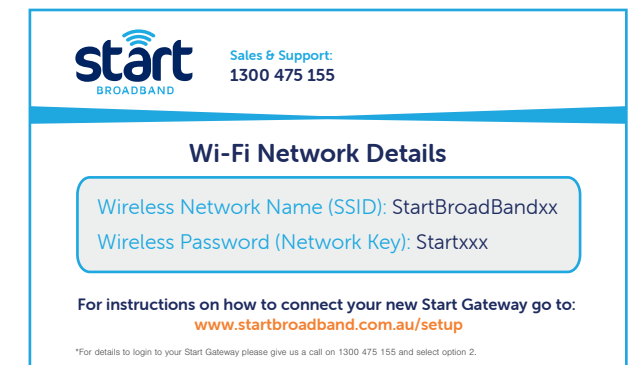 start
BROADBAND
Sales & Support:
1300 475 155
Wi-Fi Network Details
Wireless Network Name (SSID): StartBroadBandxx
Wireless Password (Network Key): Startxxx
For instructions on how to connect your new Start Gateway go to:
www.startbroadband.com.au/setup
*For details to login to your Start Gateway please give us a call on 1300 475 155 and select option 2.